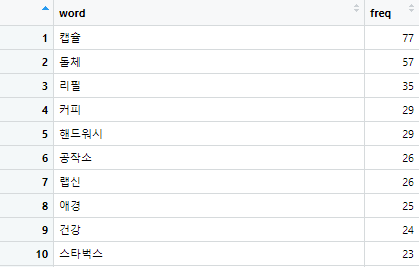 word freq
1 캡슐 77
2 돌체 57
3 리필 35
4 커피 29
5 핸드워시 29
6 공작소 26
7 랩신 26
8 애경 25
9 건강 24
10 스타벅스 23